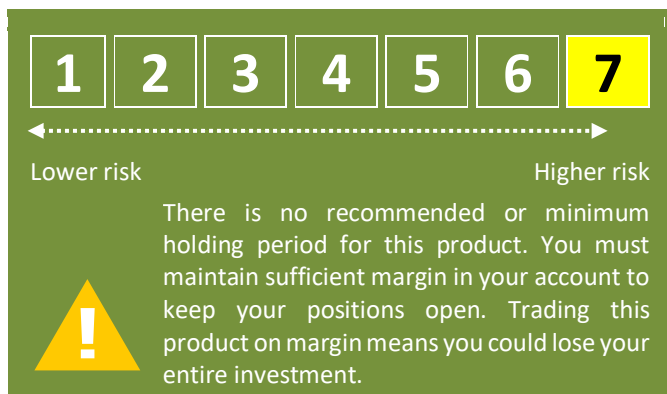 1 2 3 4 5 6 7
Lower risk Higher risk
There is no recommended or minimum
holding period for this product. You must
maintain sufficient margin in your account to
keep your positions open. Trading this
product on margin means you could lose your
entire investment.
!